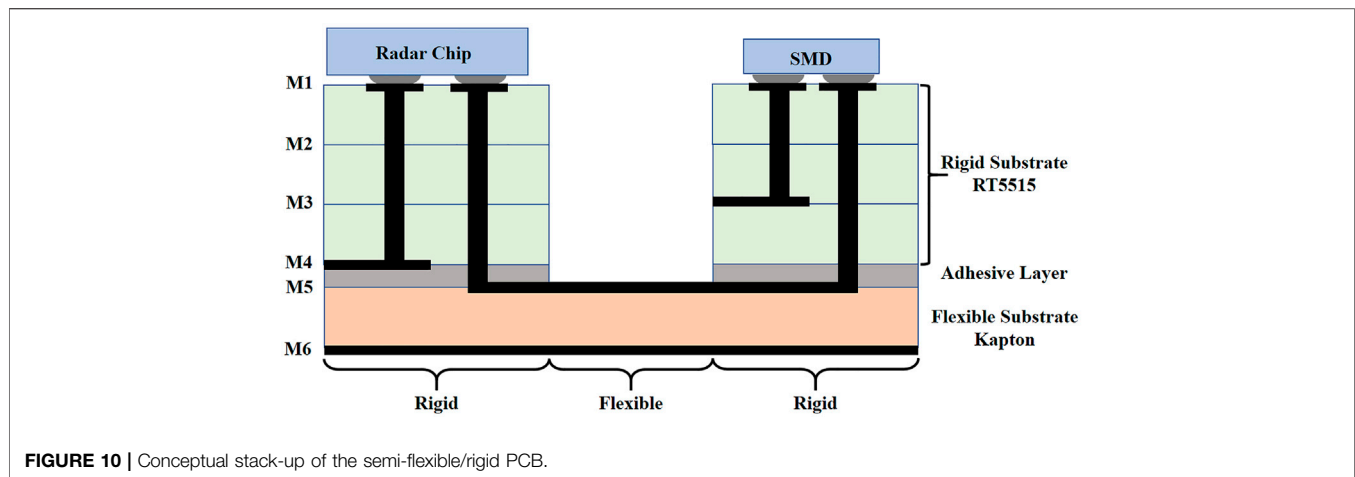 Radar Chip
SMD
M1
M2
M3
M4
M5
M6
Rigid Substrate
RT5515
Adhesive Layer
Flexible Substrate
Kapton
Rigid
Flexible
Rigid
FIGURE 10 | Conceptual stack-up of the semi-flexible/rigid PCB.